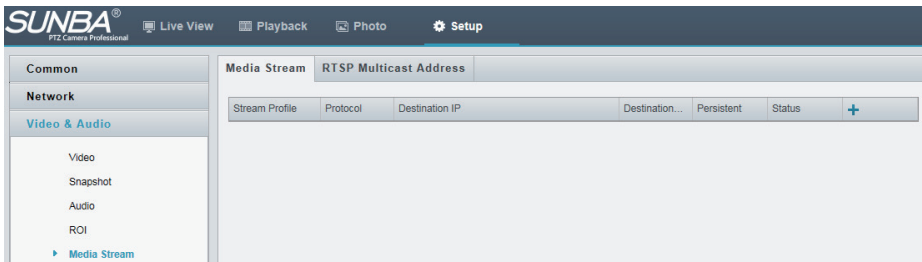 SUNBA®
PTZ Camera Professional
Live View Playback Photo Setup
Common
Network
Video & Audio
Video
Snapshot
Audio
ROI
Media Stream
Media Stream RTSP Multicast Address
Stream Profile Protocol Destination IP Destination... Persistent Status +